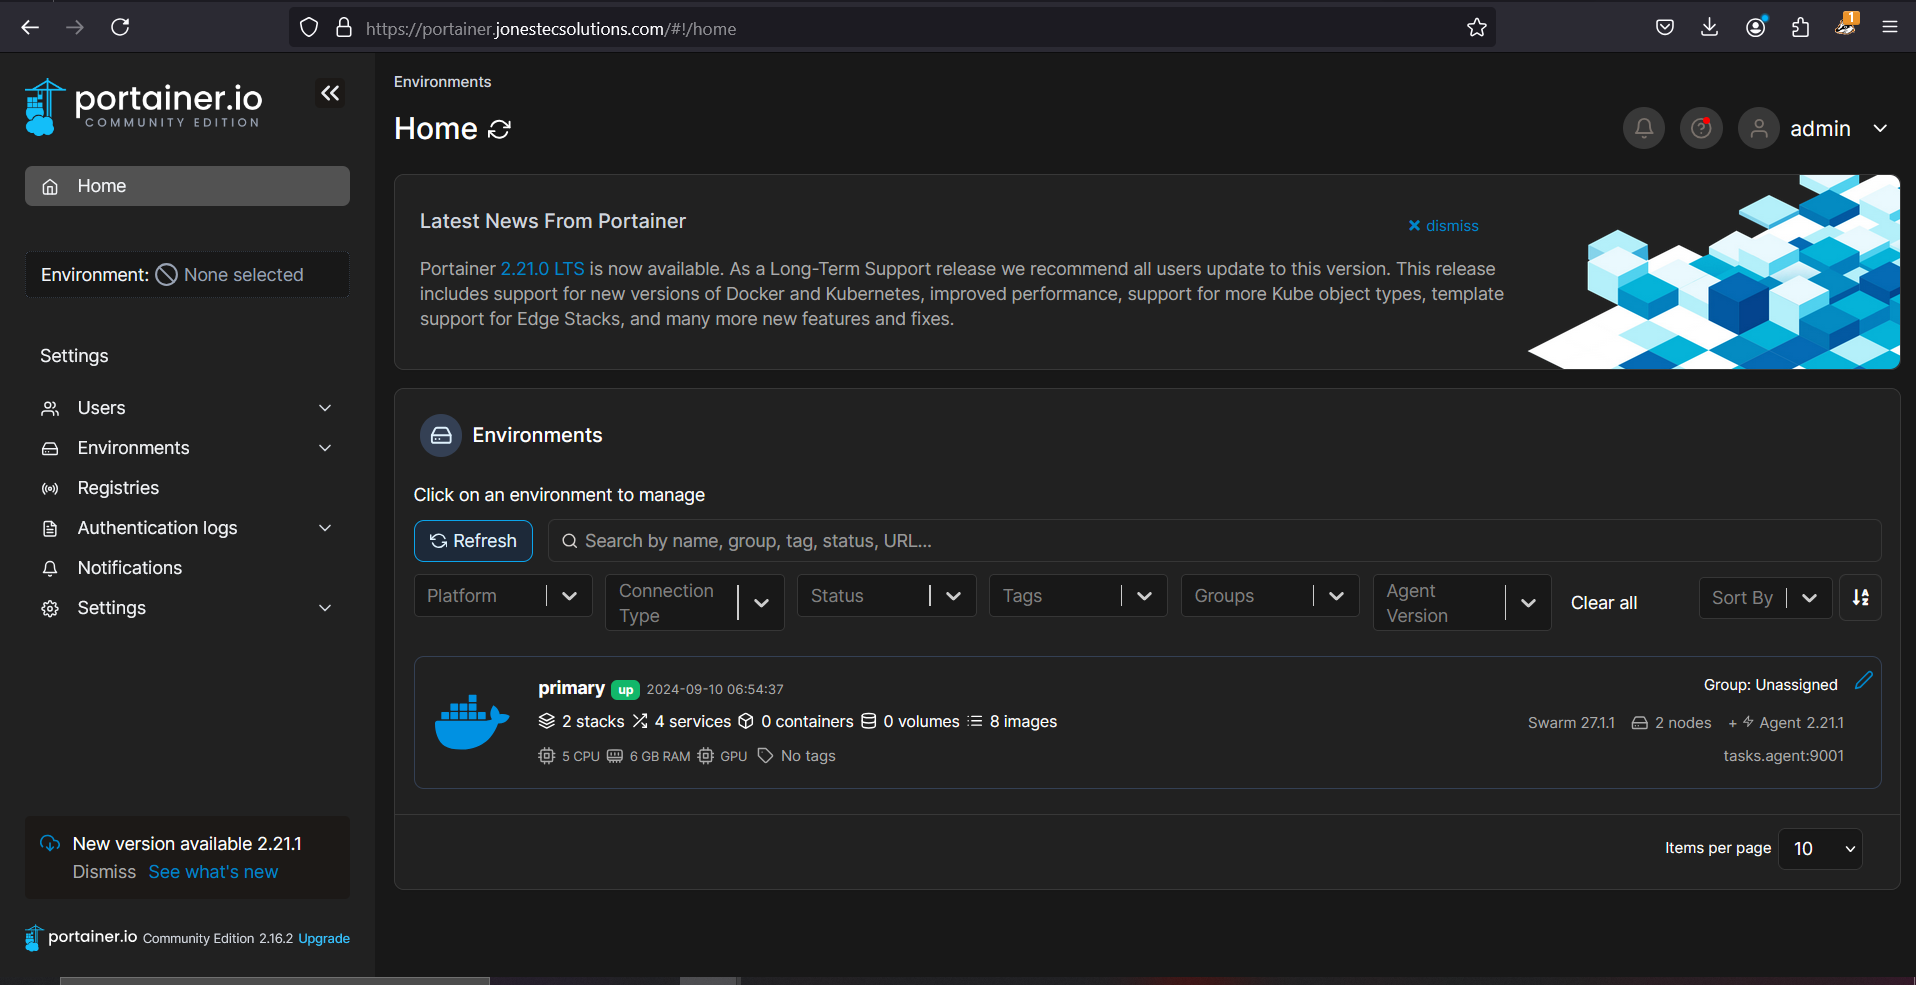 https://portainer.jonestecsolutions.com/#!/home
1
portainer.io
COMMUNITY EDITION
Home
Environment: None selected
Settings
Users
Environments
Registries
Authentication logs
Notifications
Settings
New version available 2.21.1
Dismiss See what's new
portainer.io Community Edition 2.16.2 Upgrade
Environments
Home
admin
Latest News From Portainer
dismiss
Portainer 2.21.0 LTS is now available. As a Long-Term Support release we recommend all users update to this version. This release
includes support for new versions of Docker and Kubernetes, improved performance, support for more Kube object types, template
support for Edge Stacks, and many more new features and fixes.
Environments
Click on an environment to manage
Refresh
Search by name, group, tag, status, URL...
Platform
Connection
Type
Status
Tags
Groups
Agent
Version
Clear all
Sort By
primary up 2024-09-10 06:54:37
Group: Unassigned
2 stacks 4 services 0 containers 0 volumes 8 images
Swarm 27.1.1 2 nodes + Agent 2.21.1
5 CPU 6 GB RAM GPU No tags
tasks.agent:9001
Items per page 10